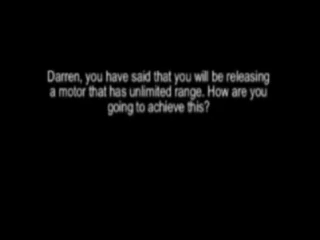 Darren, you have said that you will be releasing
a motor that has unlimited range. How are you
going to achieve this?